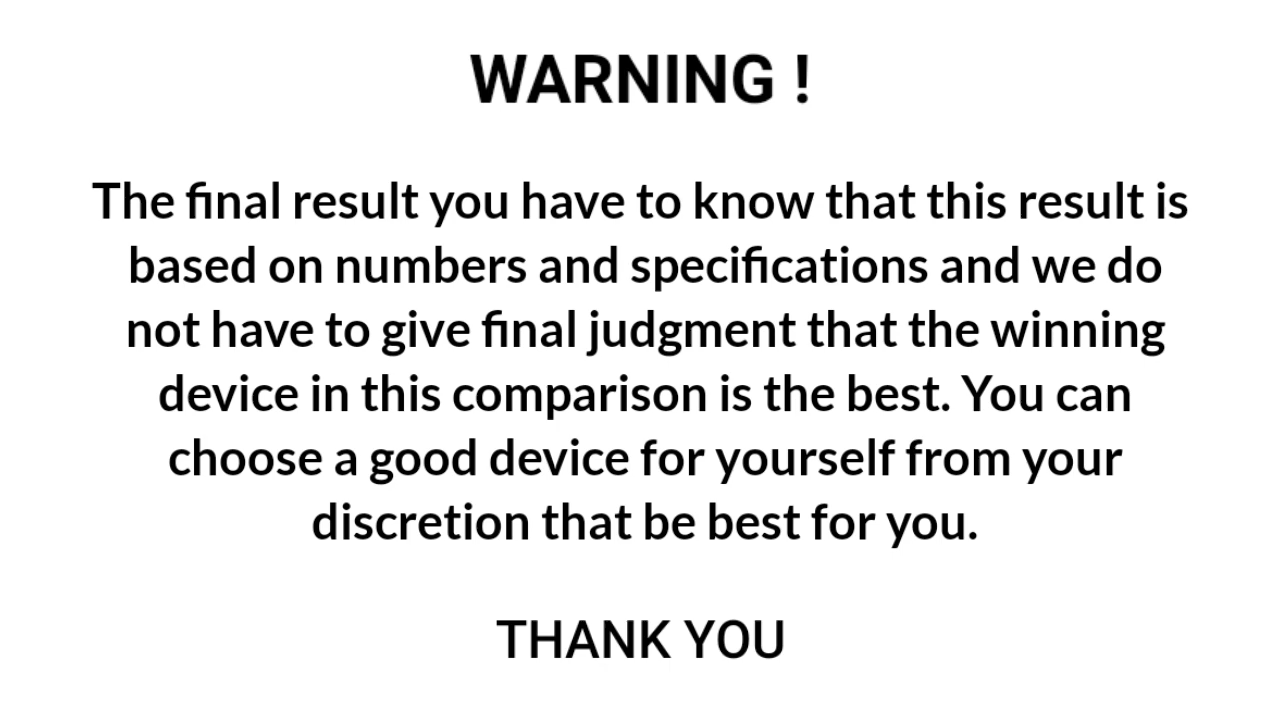 WARNING !
The final result you have to know that this result is
based on numbers and specifications and we do
not have to give final judgment that the winning
device in this comparison is the best. You can
choose a good device for yourself from your
discretion that be best for you.
THANK YOU